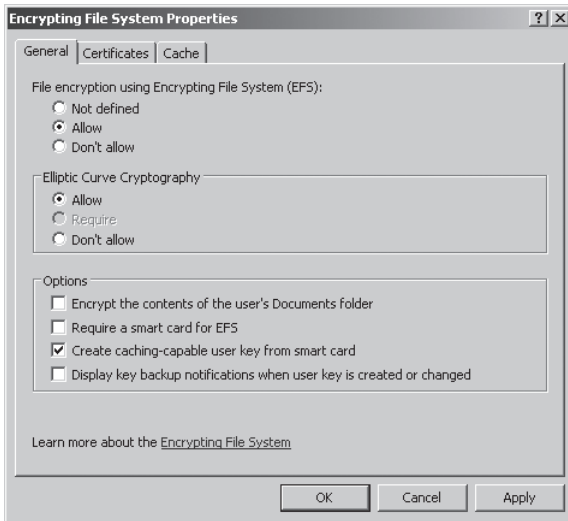 Encrypting File System Properties
General Certificates Cache
File encryption using Encrypting File System (EFS):
Not defined
Allow
Don't allow
Elliptic Curve Cryptography
Allow
Require
Don't allow
Options
Encrypt the contents of the user's Documents folder
Require a smart card for EFS
Create caching-capable user key from smart card
Display key backup notifications when user key is created or changed
Learn more about the Encrypting File System
OK Cancel Apply